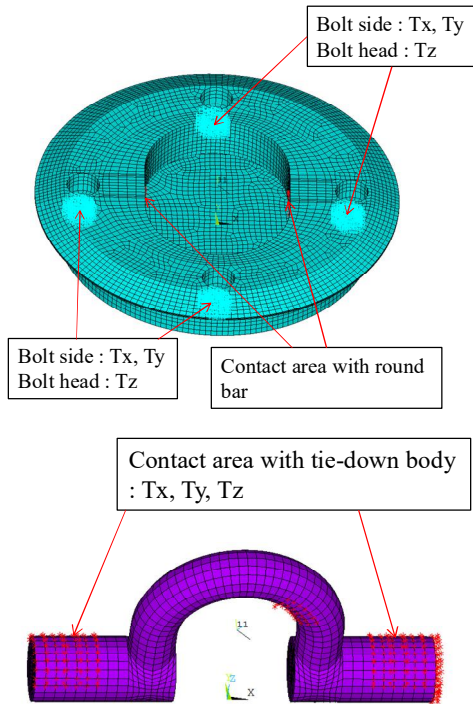 Bolt side : Tx, Ty
Bolt head : Tz
Bolt side : Tx, Ty
Bolt head : Tz
Contact area with round
bar
Contact area with tie-down body
: Tx, Ty, Tz
Z
X